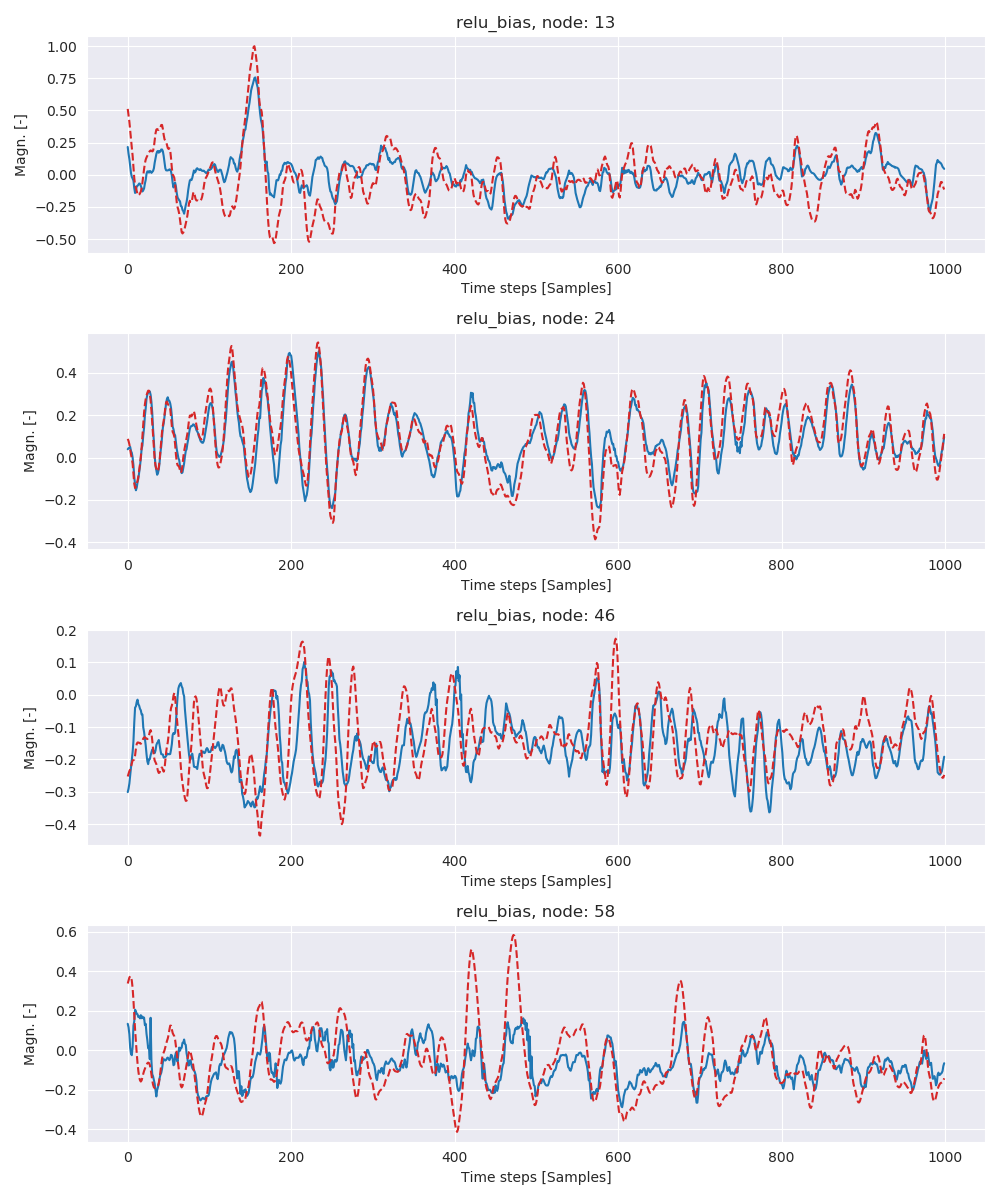 relu_bias, node: 13
1.00
0.75
0.50
0.25
0.00
−0.25
−0.50
Magn. [-]
0 200 400 600 800 1000
Time steps [Samples]
relu_bias, node: 24
0.4
0.2
0.0
−0.2
−0.4
Magn. [-]
0 200 400 600 800 1000
Time steps [Samples]
relu_bias, node: 46
0.2
0.1
0.0
−0.1
−0.2
−0.3
−0.4
Magn. [-]
0 200 400 600 800 1000
Time steps [Samples]
relu_bias, node: 58
0.6
0.4
0.2
0.0
−0.2
−0.4
Magn. [-]
0 200 400 600 800 1000
Time steps [Samples]